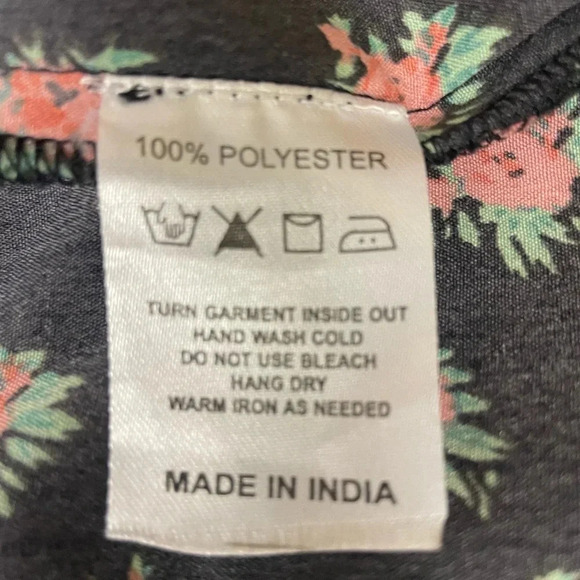 100% POLYESTER
TURN GARMENT INSIDE OUT
HAND WASH COLD
DO NOT USE BLEACH
HANG DRY
WARM IRON AS NEEDED
MADE IN INDIA